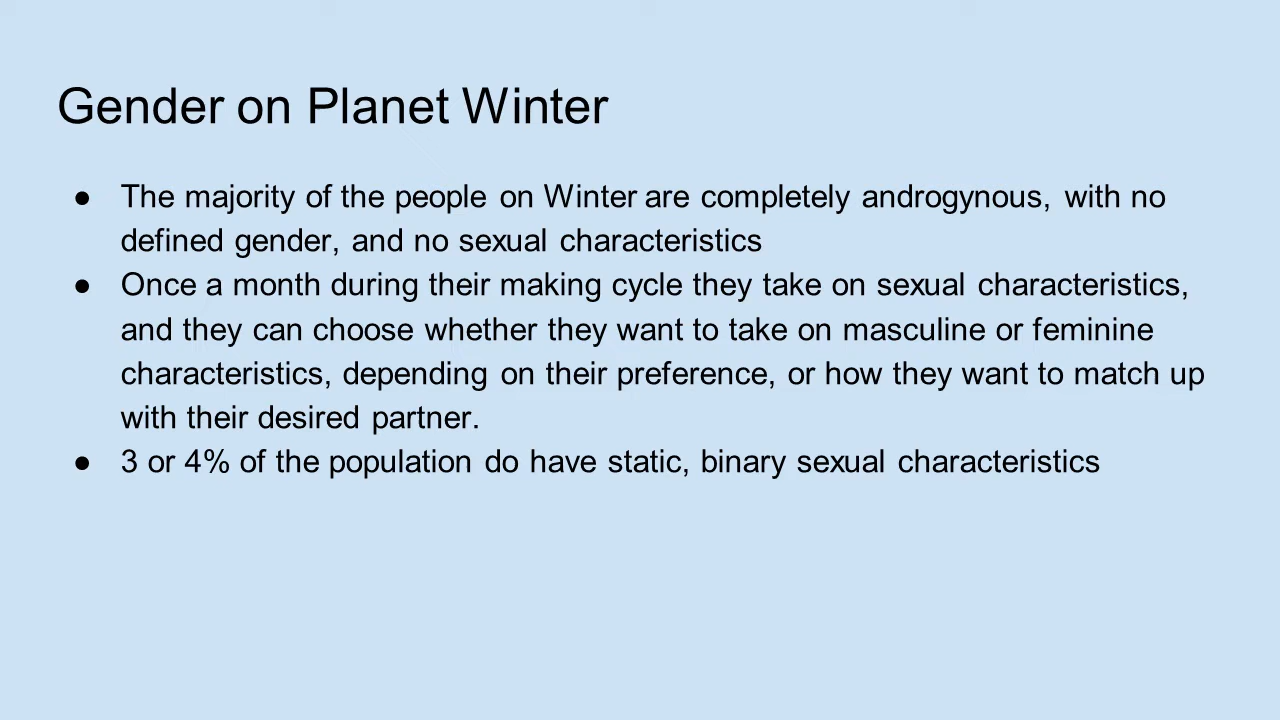 Gender on Planet Winter
● The majority of the people on Winter are completely androgynous, with no
defined gender, and no sexual characteristics
● Once a month during their making cycle they take on sexual characteristics,
and they can choose whether they want to take on masculine or feminine
characteristics, depending on their preference, or how they want to match up
with their desired partner.
● 3 or 4% of the population do have static, binary sexual characteristics